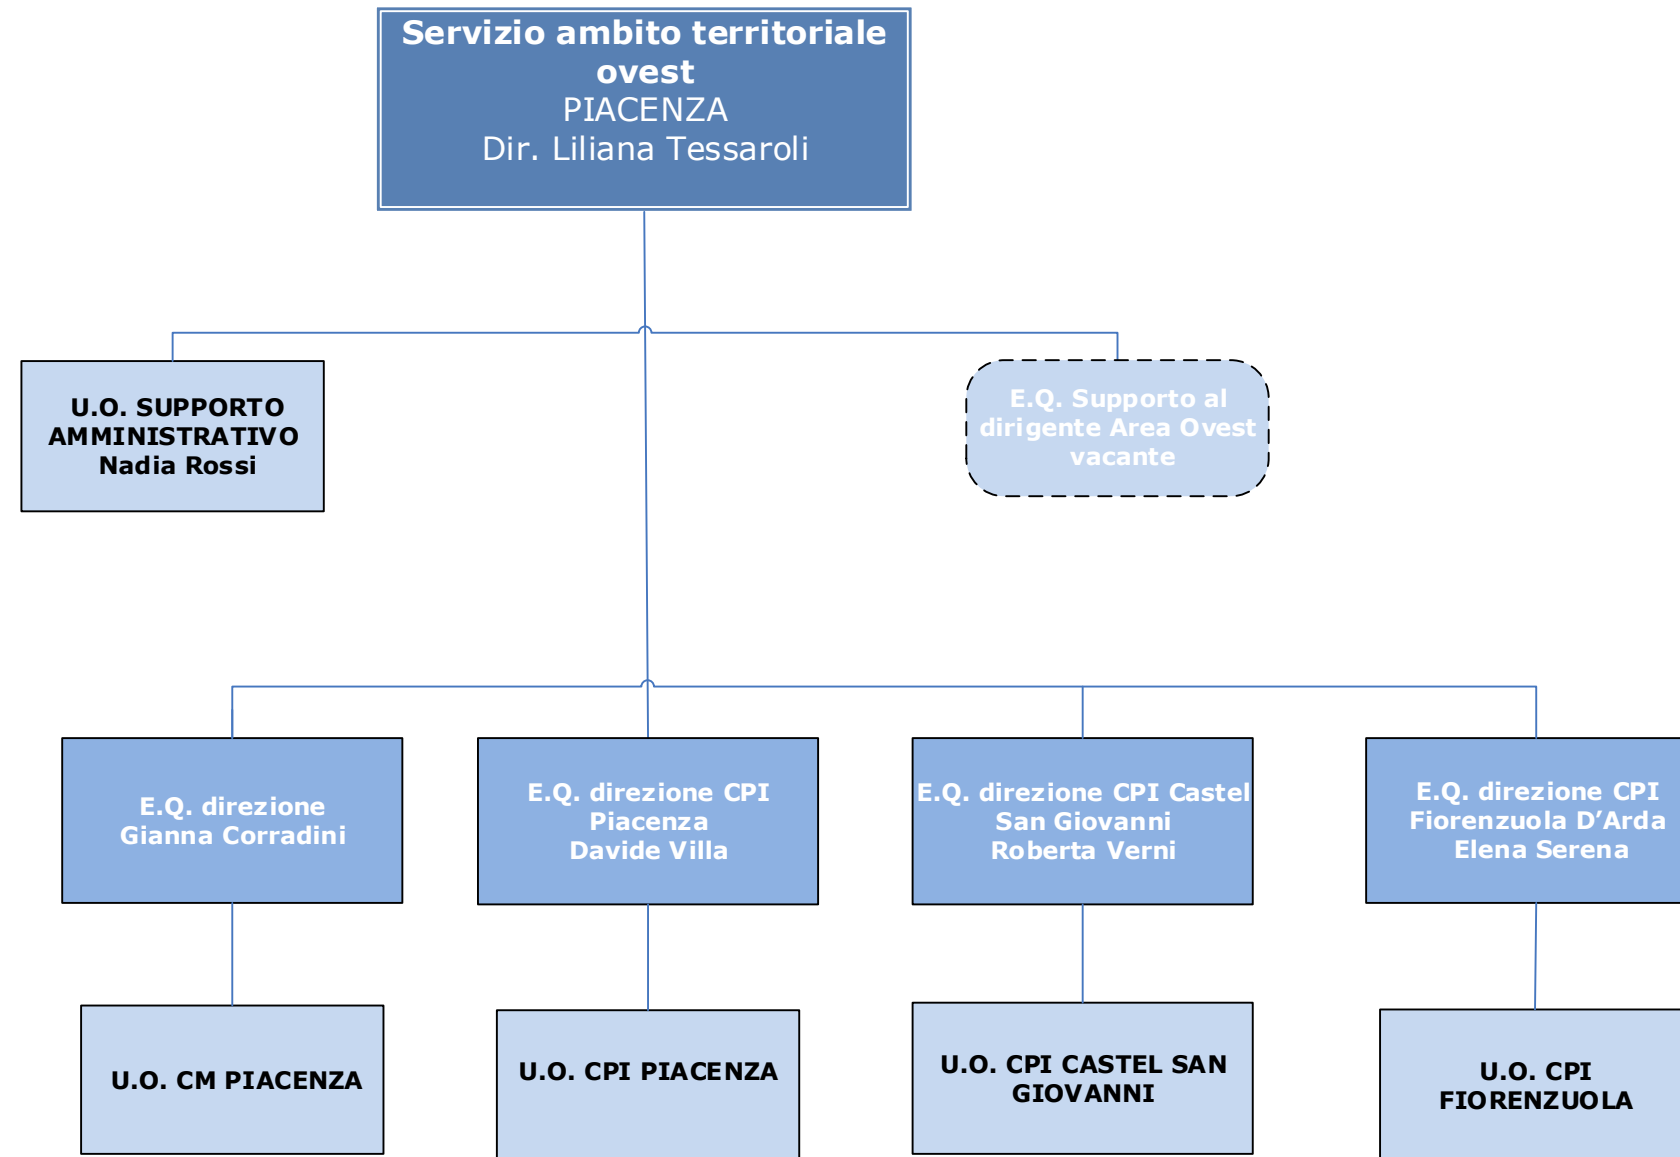 Servizio ambito territoriale
ovest
PIACENZA
Dir. Liliana Tessaroli
U.O. SUPPORTO
AMMINISTRATIVO
Nadia Rossi
E.Q. Supporto al
dirigente Area Ovest
vacante
E.Q. direzione
Gianna Corradini
E.Q. direzione CPI
Piacenza
Davide Villa
E.Q. direzione CPI Castel
San Giovanni
Roberta Verni
E.Q. direzione CPI
Fiorenzuola D’Arda
Elena Serena
U.O. CM PIACENZA
U.O. CPI PIACENZA
U.O. CPI CASTEL SAN
GIOVANNI
U.O. CPI
FIORENZUOLA